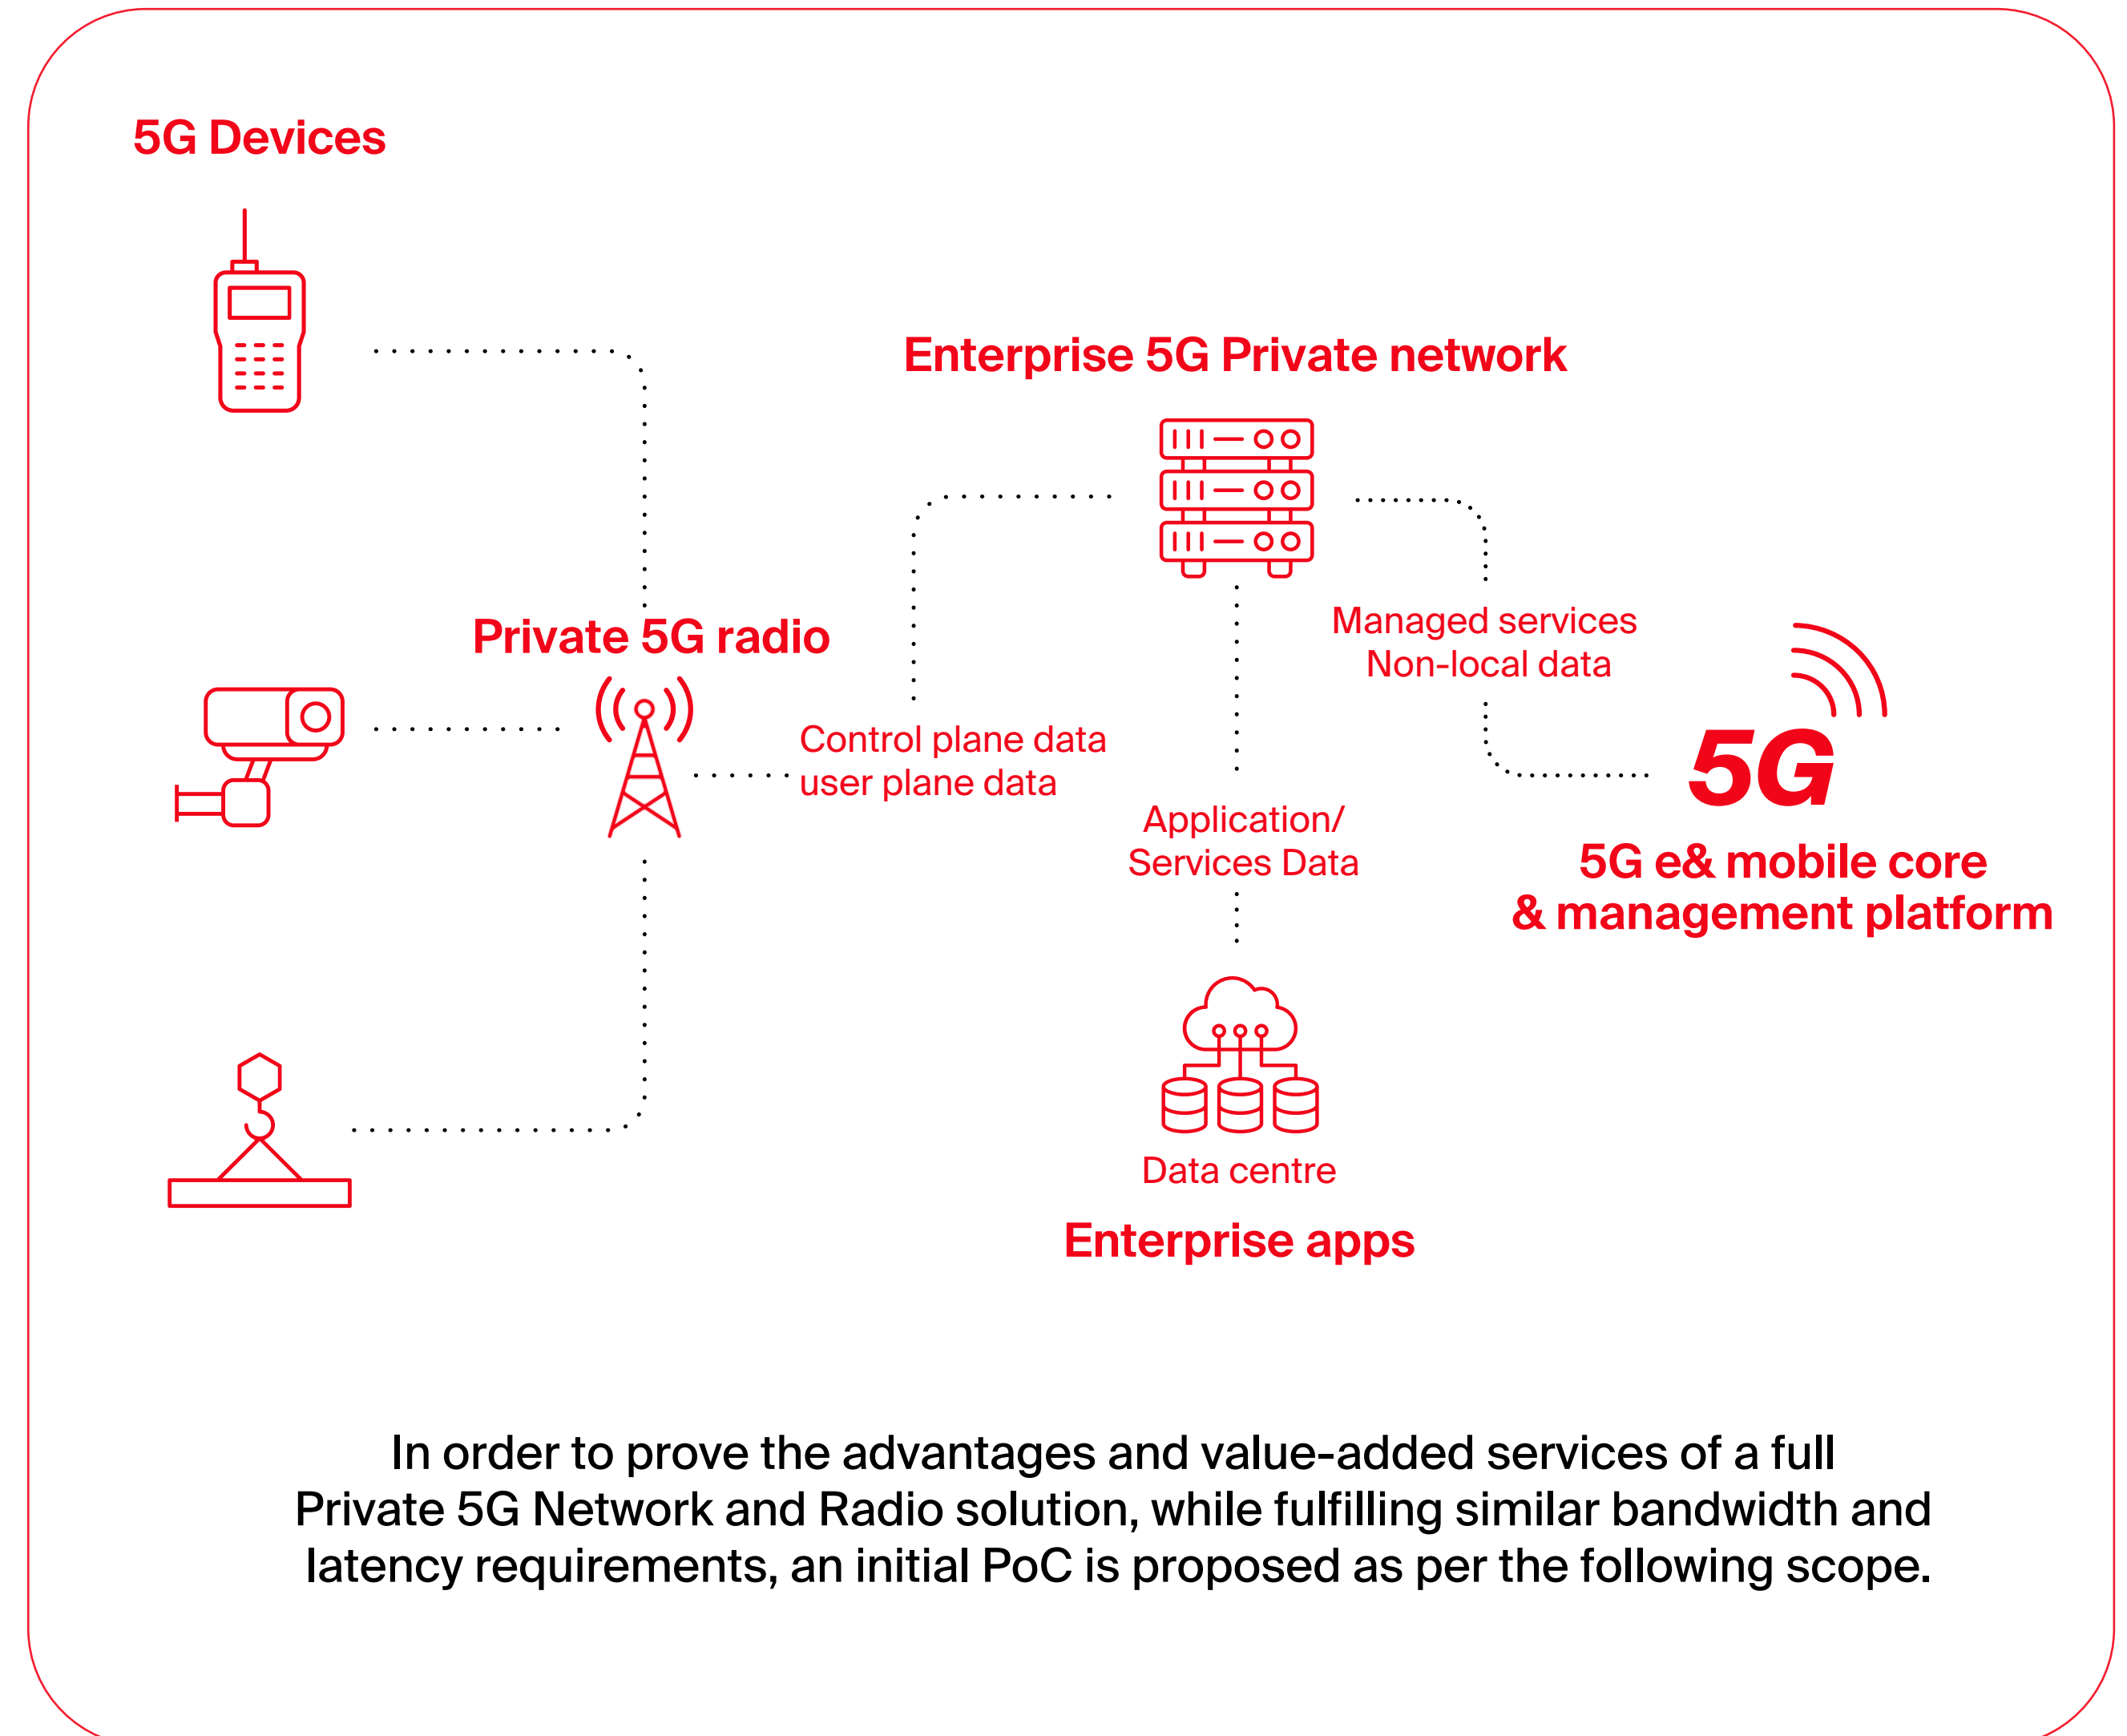 5G Devices
Enterprise 5G Private network
Private 5G radio
Managed services
Non-local data
Control plane data
user plane data
5G
Application/
Services Data
5G e& mobile core
& management platform
Data centre
Enterprise apps
In order to prove the advantages and value-added services of a full
Private 5G Network and Radio solution, while fulfilling similar bandwidth and
latency requirements, an initial PoC is proposed as per the following scope.